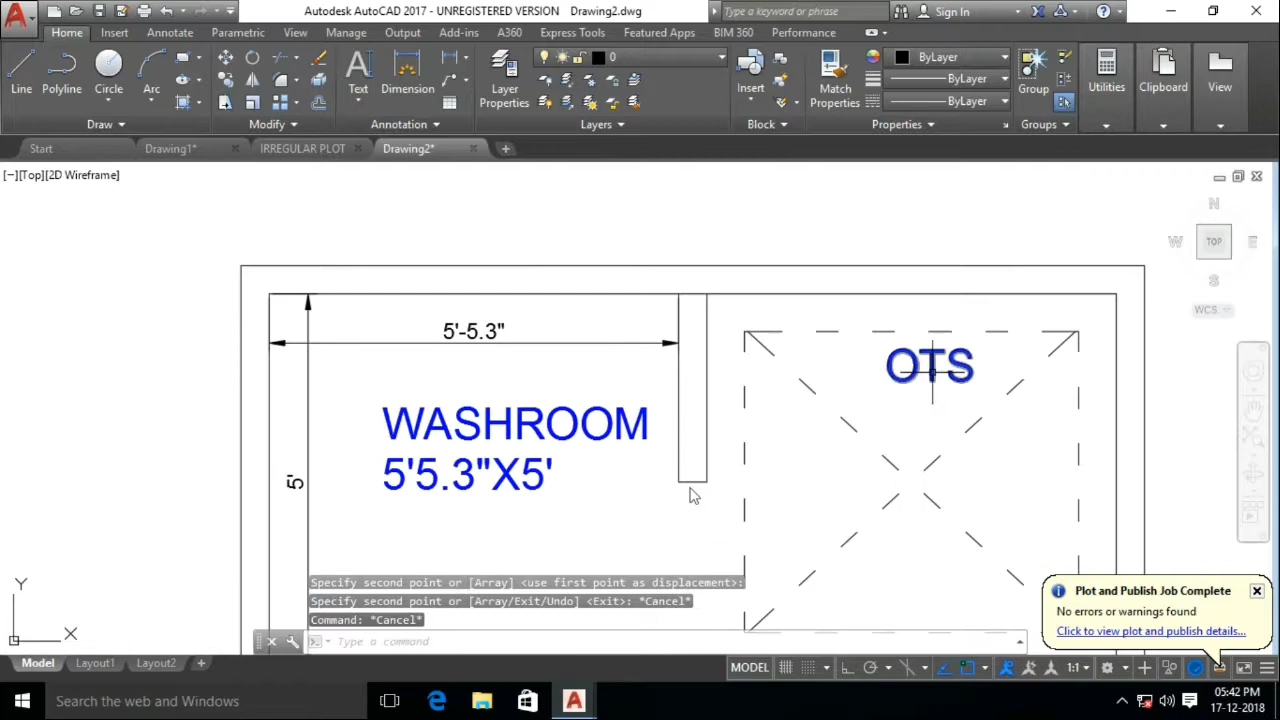 Autodesk AutoCAD 2017 - UNREGISTERED VERSION Drawing2.dwg
Type a keyword or phrase
Sign In
Home Insert Annotate Parametric View Manage Output Add-ins A360 Express Tools Featured Apps BIM 360 Performance
Line Polyline Circle Arc
Text Dimension
Layer
Properties
0
Insert
Match
Properties
ByLayer
ByLayer
ByLayer
Group
Utilities
Clipboard
View
Draw Modify Annotation Layers Block Properties Groups
Start Drawing1* IRREGULAR PLOT Drawing2*
[−][Top][2D Wireframe]
N
W TOP E
S
WCS
5'-5.3"
OTS
WASHROOM
5'5.3"X5'
5'
Specify second point or [Array] <use first point as displacement>:
Specify second point or [Array/Exit/Undo] <Exit>: *Cancel*
Command: *Cancel*
Type a command
Y
X
Plot and Publish Job Complete
No errors or warnings found
Click to view plot and publish details...
Model Layout1 Layout2
MODEL
1:1
Search the web and Windows
05:42 PM
17-12-2018